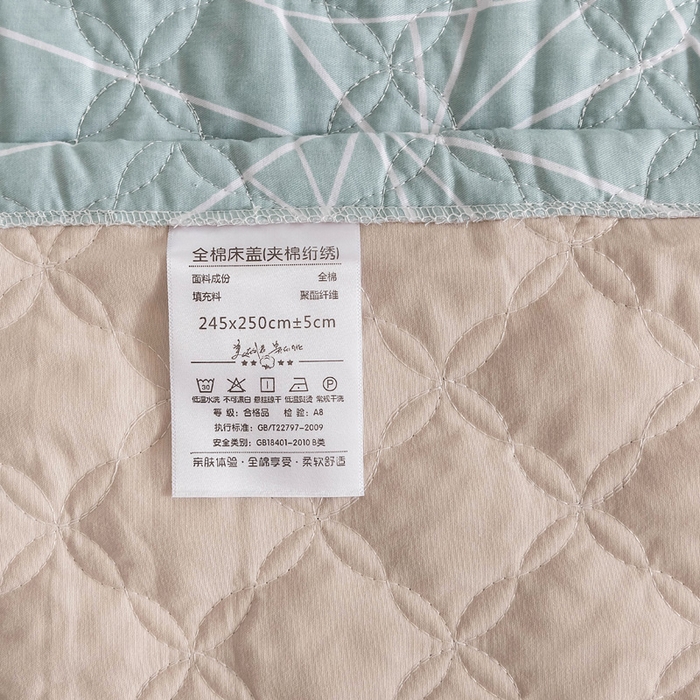 全棉床盖(夹棉绗绣)
面料成份 全棉
填充料 聚酯纤维
245x250cm±5cm
30
低温水洗 不可漂白 悬挂晾干 低温熨烫 常规干洗
P
等 级：合格品 检 验：A8
执行标准：GB/T22797-2009
安全类别：GB18401-2010 B类
亲肤体验·全棉享受·柔软舒适